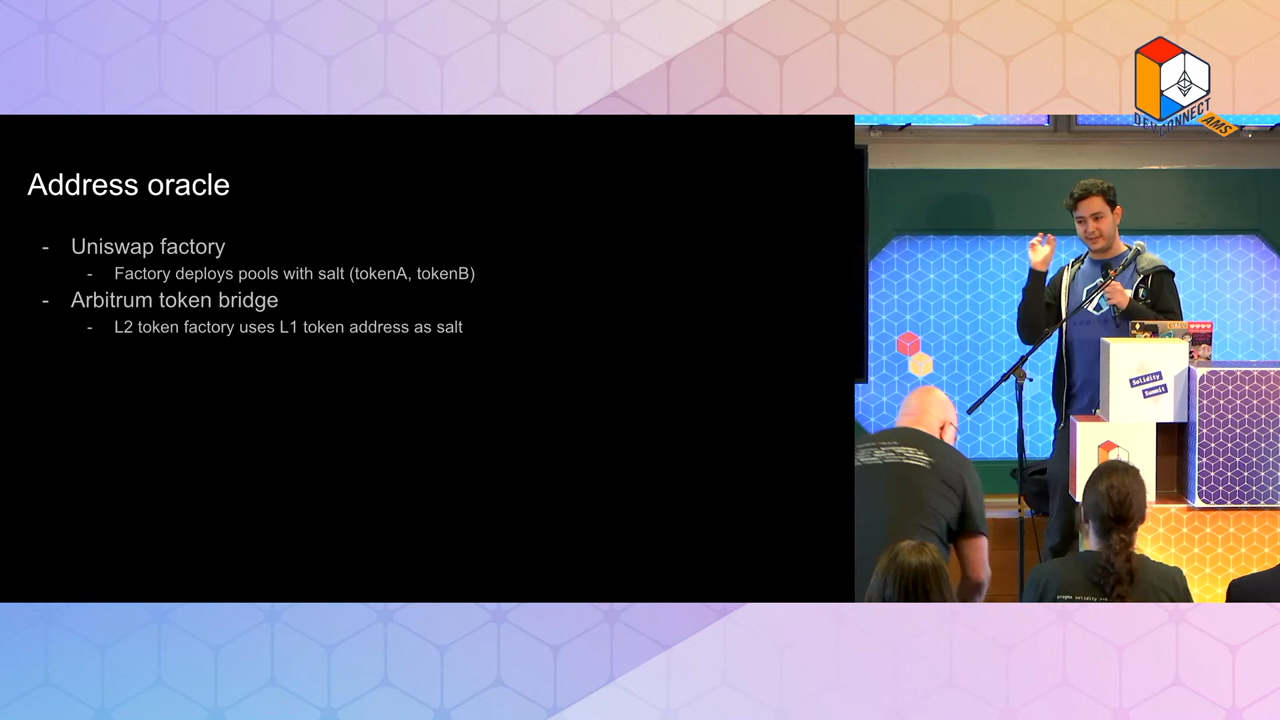 Address oracle
- Uniswap factory
- Factory deploys pools with salt (tokenA, tokenB)
- Arbitrum token bridge
- L2 token factory uses L1 token address as salt
DEVCONNECT
AMS
Solidity
Summit